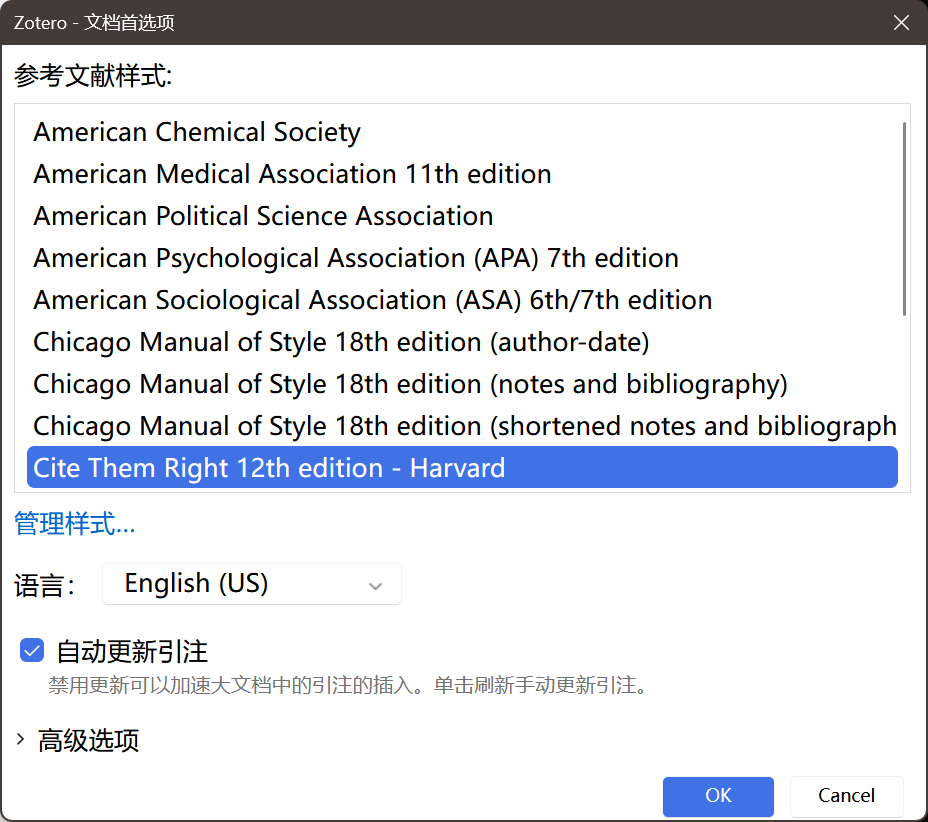 Zotero - 文档首选项
参考文献样式:
American Chemical Society
American Medical Association 11th edition
American Political Science Association
American Psychological Association (APA) 7th edition
American Sociological Association (ASA) 6th/7th edition
Chicago Manual of Style 18th edition (author-date)
Chicago Manual of Style 18th edition (notes and bibliography)
Chicago Manual of Style 18th edition (shortened notes and bibliograph
Cite Them Right 12th edition - Harvard
管理样式...
语言： English (US)
自动更新引注
禁用更新可以加速大文档中的引注的插入。单击刷新手动更新引注。
高级选项
OK Cancel